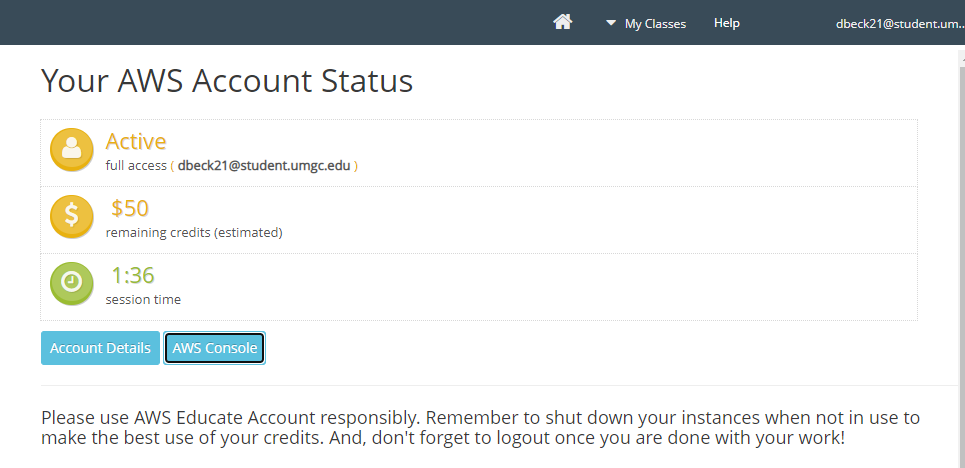 My Classes Help dbeck21@student.um...
Your AWS Account Status
Active
full access ( dbeck21@student.umgc.edu )
$50
remaining credits (estimated)
1:36
session time
Account Details AWS Console
Please use AWS Educate Account responsibly. Remember to shut down your instances when not in use to
make the best use of your credits. And, don't forget to logout once you are done with your work!